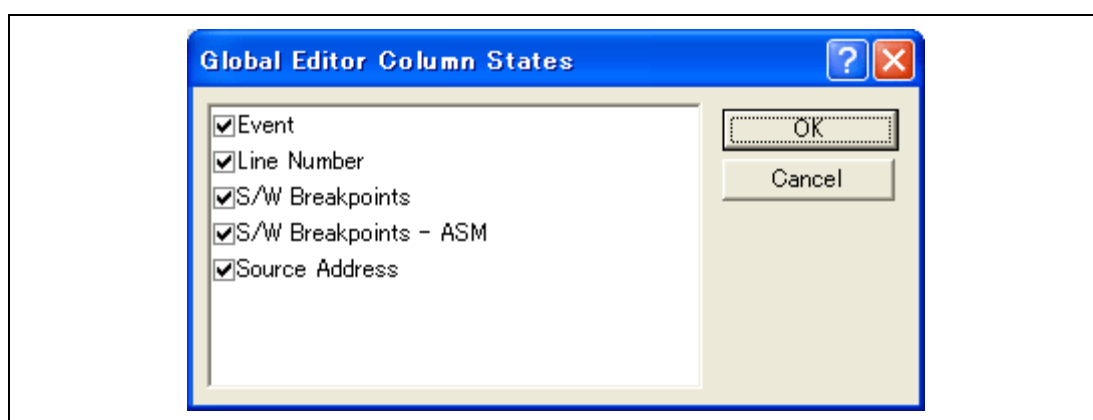 Global Editor Column States
Event
Line Number
S/W Breakpoints
S/W Breakpoints - ASM
Source Address
OK
Cancel